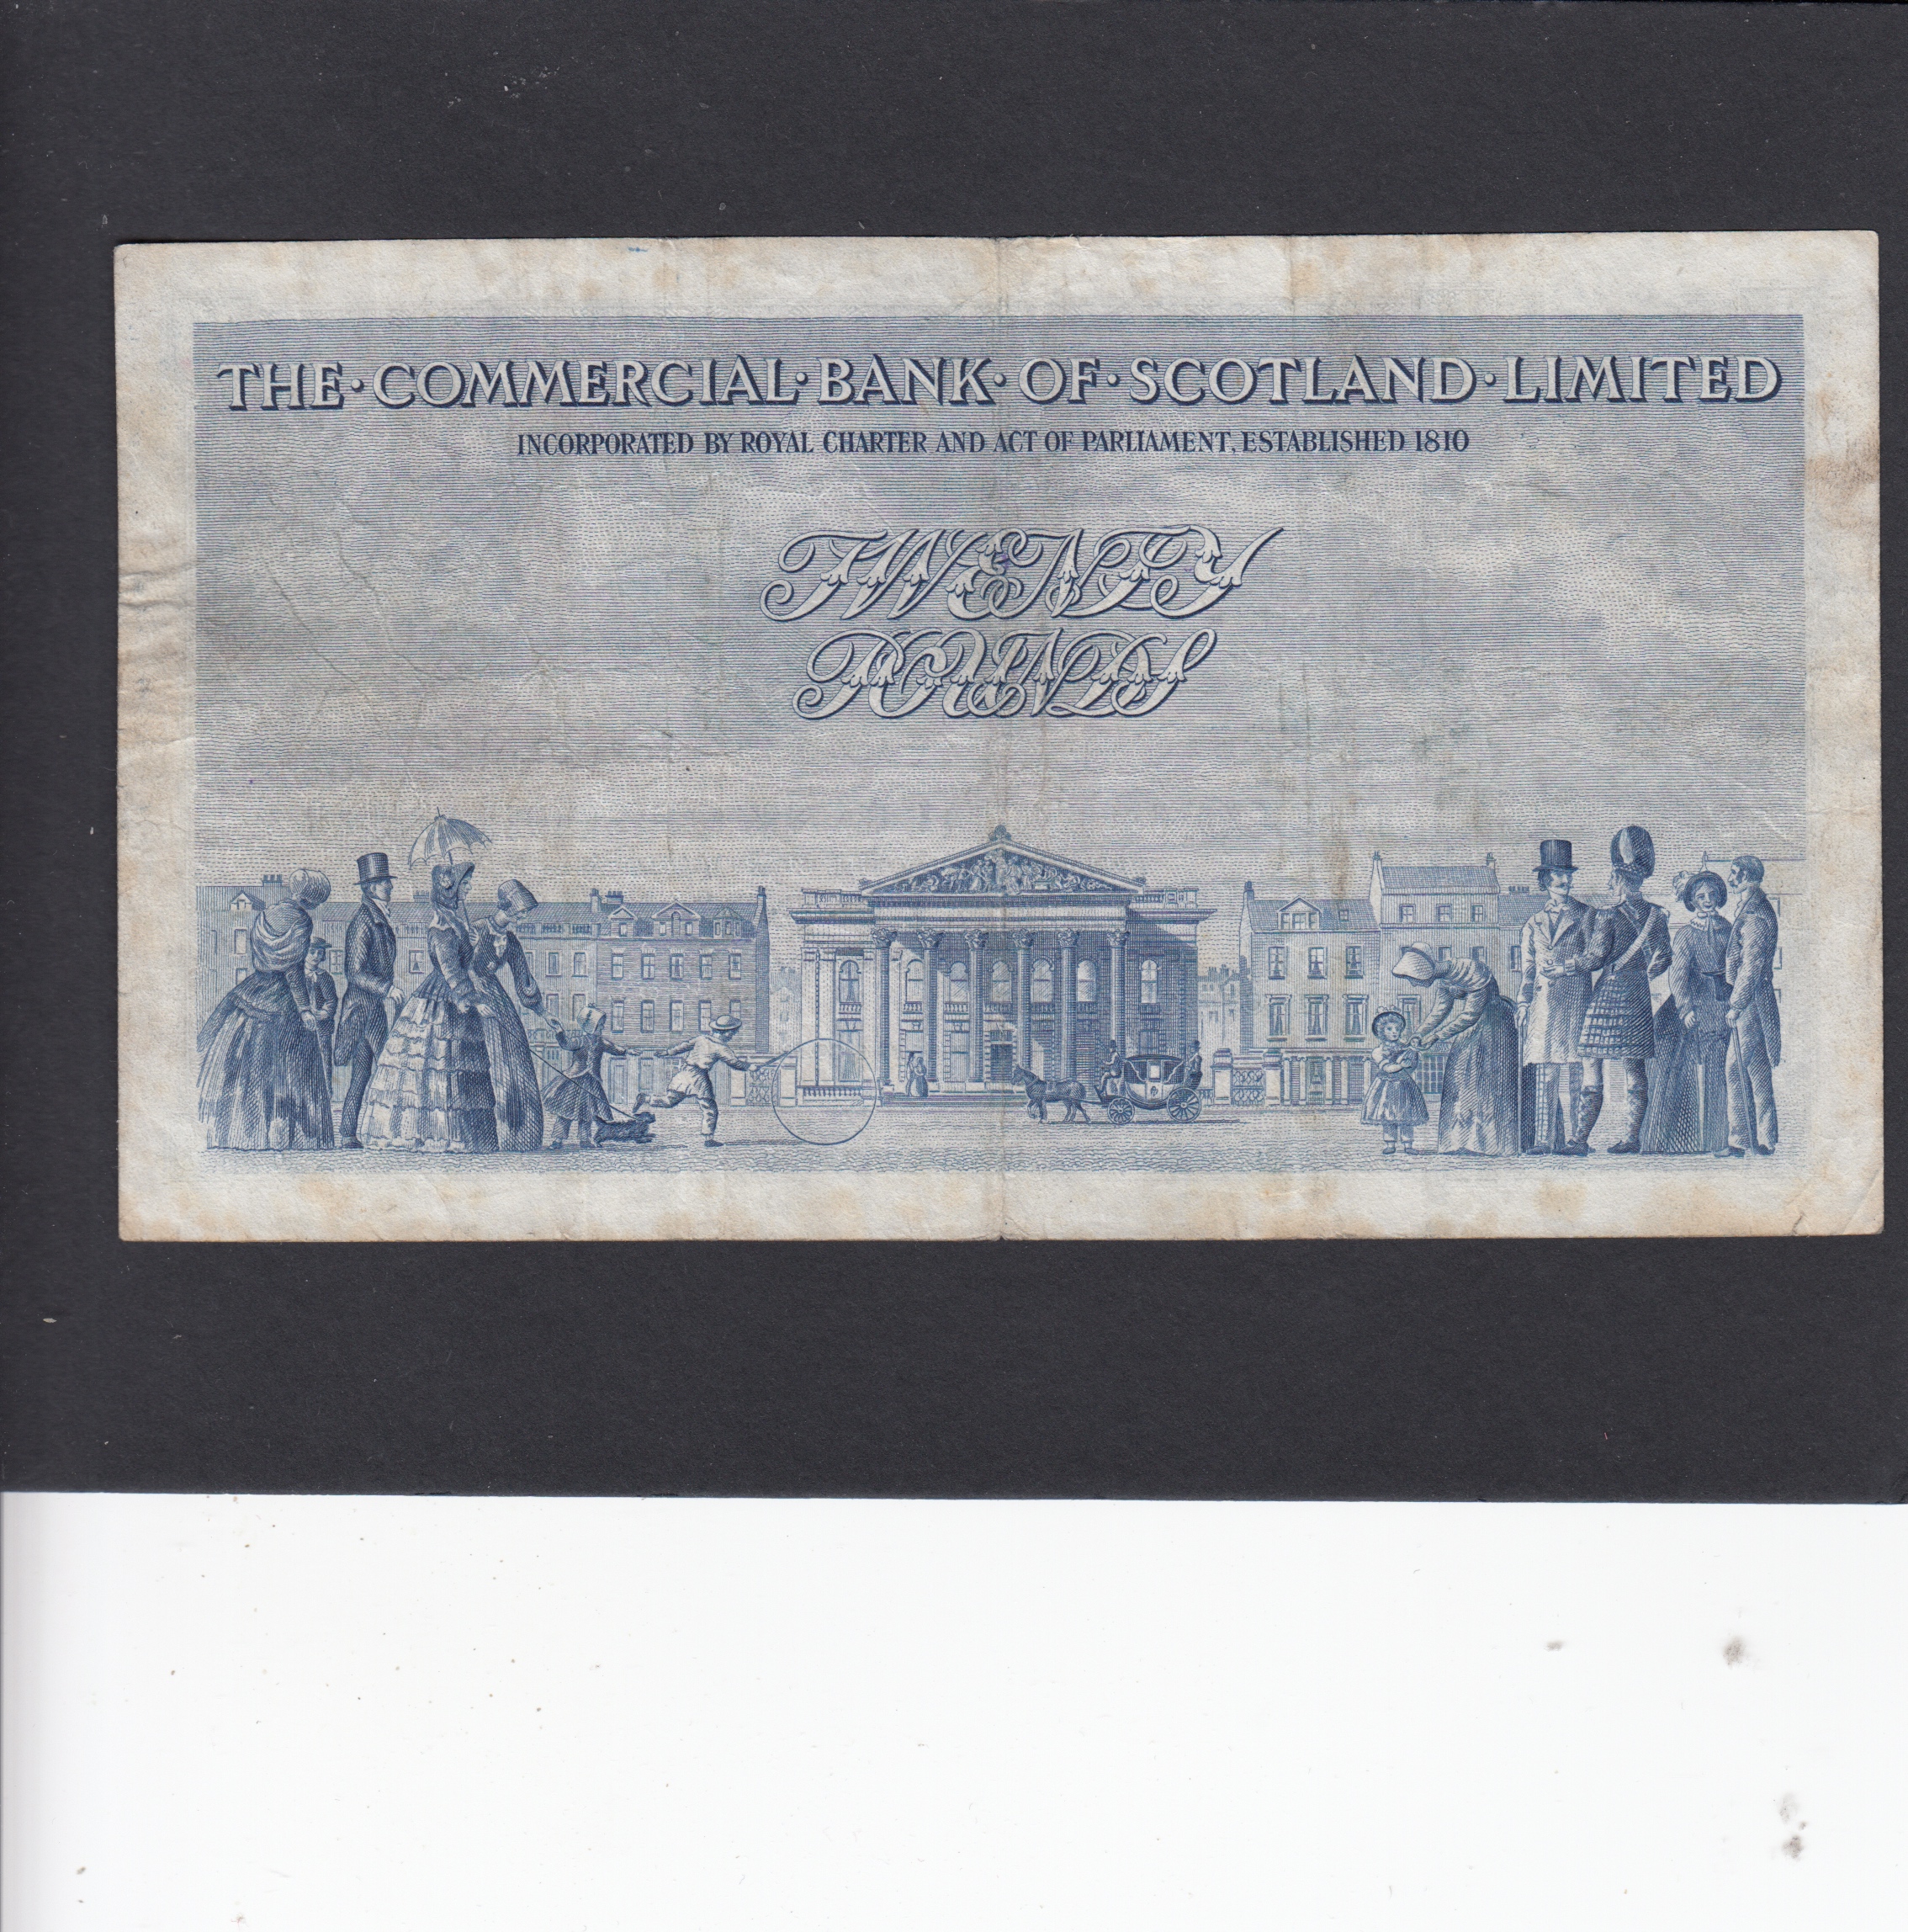 THE·COMMERCIAL·BANK·OF·SCOTLAND·LIMITED
INCORPORATED BY ROYAL CHARTER AND ACT OF PARLIAMENT, ESTABLISHED 1810
TWENTY
POUNDS